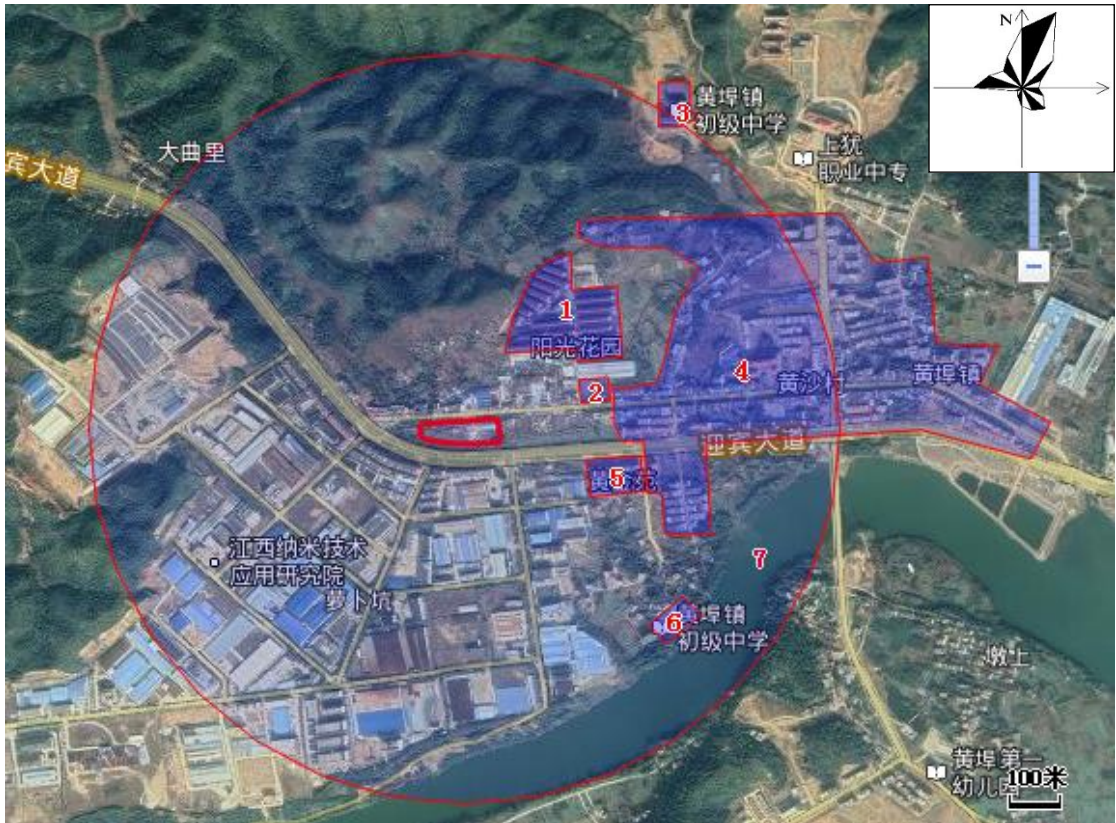 N
黄埠镇
初级中学
3
上犹
职业中专
大曲里
宾大道
1
阳光花园
2
4
黄沙村
黄埠镇
迎宾大道
5
7
江西纳米技术
应用研究院
萝卜坑
6
黄埠镇
初级中学
墩上
黄埠第一
幼儿园
100米